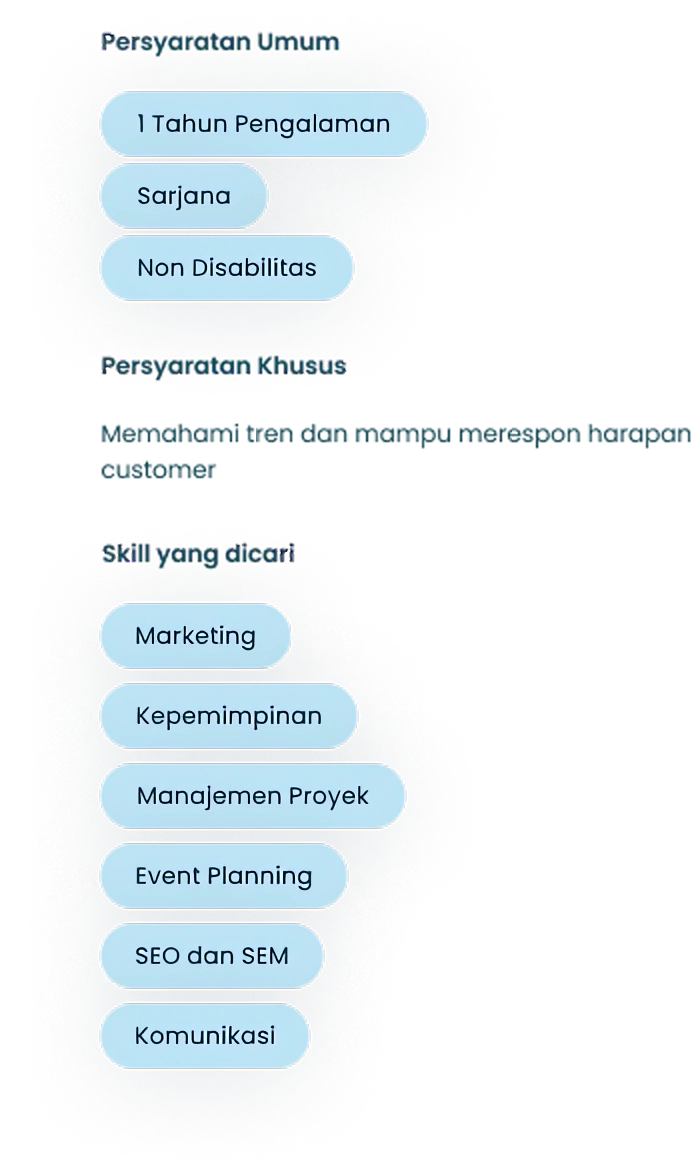 Persyaratan Umum
1 Tahun Pengalaman
Sarjana
Non Disabilitas
Persyaratan Khusus
Memahami tren dan mampu merespon harapan
customer
Skill yang dicari
Marketing
Kepemimpinan
Manajemen Proyek
Event Planning
SEO dan SEM
Komunikasi